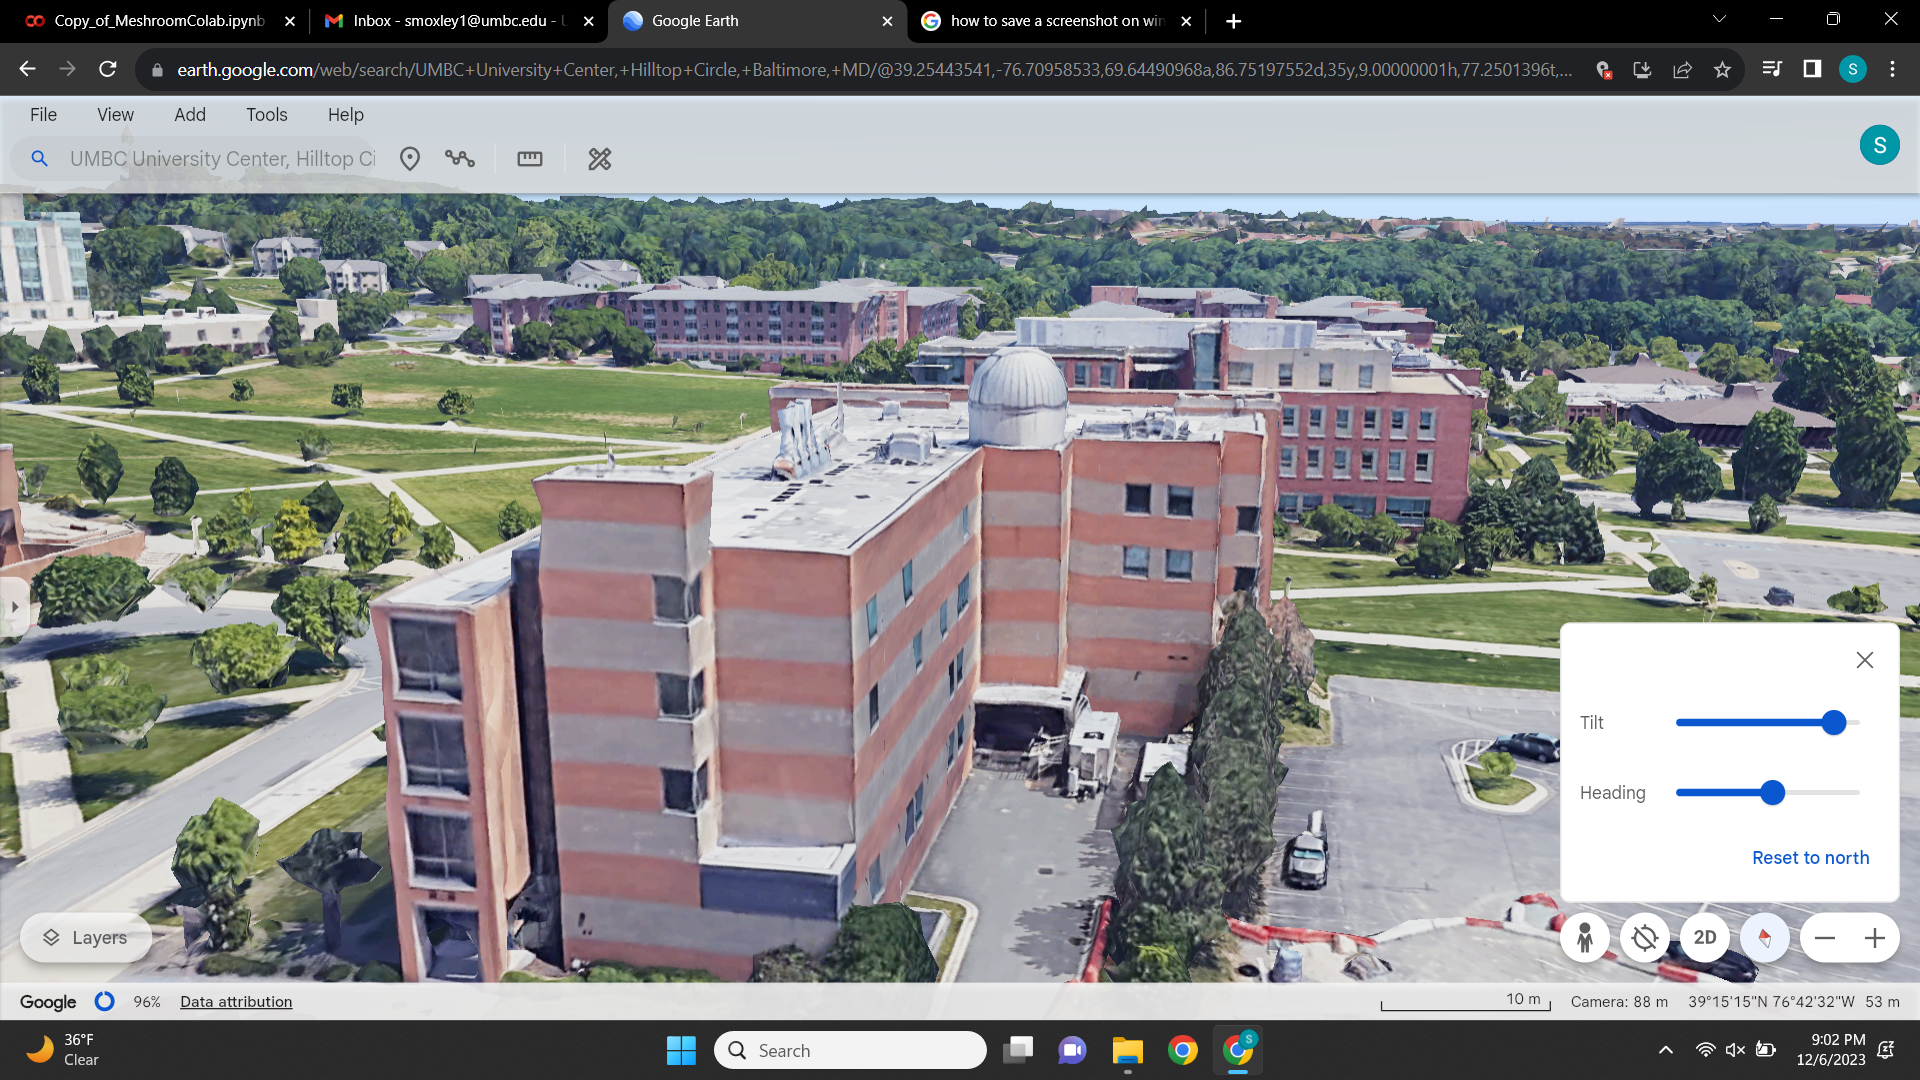 Copy_of_MeshroomColab.ipynb
Inbox - smoxley1@umbc.edu - U
Google Earth
how to save a screenshot on win
earth.google.com/web/search/UMBC+University+Center,+Hilltop+Circle,+Baltimore,+MD/@39.25443541,-76.70958533,69.64490968a,86.75197552d,35y,9.00000001h,77.2501396t,...
S
File View Add Tools Help
UMBC University Center, Hilltop Ci
S
Tilt
Heading
Reset to north
Layers
2D
Google 96% Data attribution
10 m
Camera: 88 m 39°15'15"N 76°42'32"W 53 m
36°F
Clear
Search
S
9:02 PM
12/6/2023